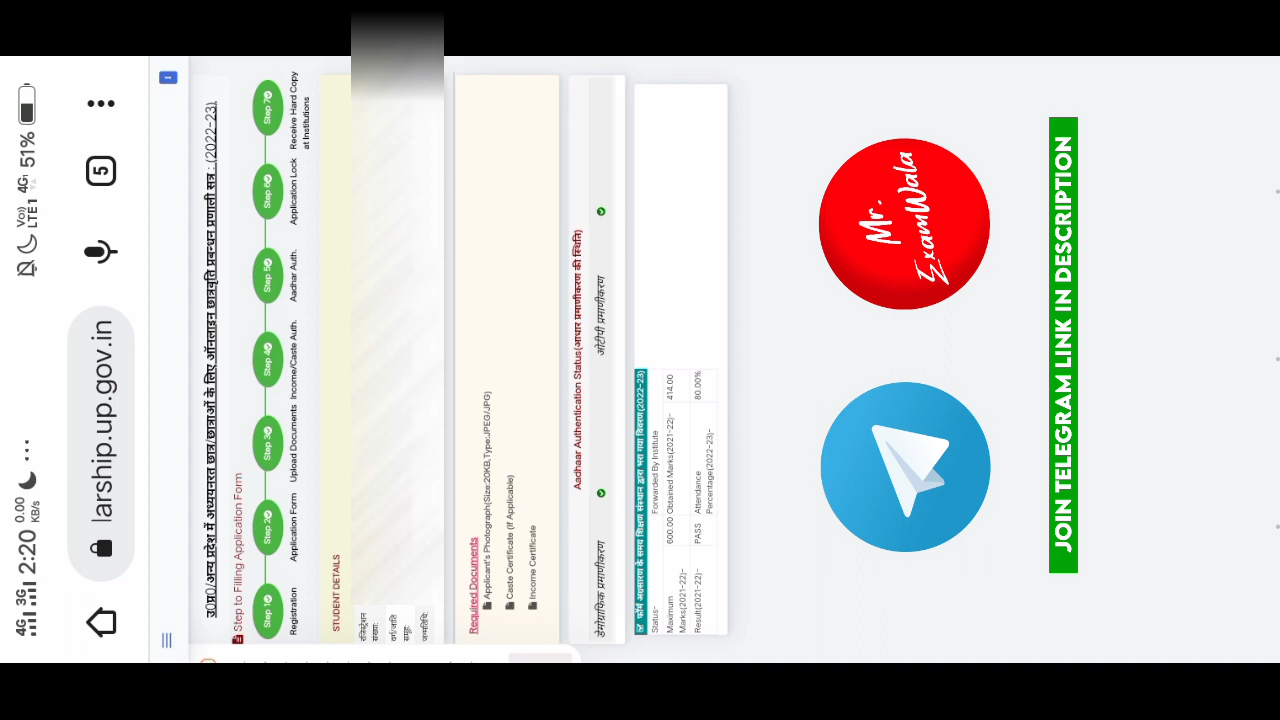 4G 3G 2:20 0.00 KB/s ... Vo)) LTE1 4G 51%
larship.up.gov.in
5
उ0प्र0/अन्य प्रदेश में अध्ययनरत छात्र/छात्राओं के लिए ऑनलाइन छात्रवृति प्रबन्धन प्रणाली सत्र : (2022-23)
Step to Filling Application Form
Step 1 Step 2 Step 3 Step 4 Step 5 Step 6 Step 7
Registration Application Form Upload Documents Income/Caste Auth. Aadhar Auth. Application Lock Receive Hard Copy at Institutions
STUDENT DETAILS
रजिस्ट्रेशन
संख्या:
वर्ग/जाति
समूह:
जन्मतिथि:
Required Documents
Applicant's Photograph(Size:20KB,Type:JPEG/JPG)
Caste Certificate (If Applicable)
Income Certificate
Aadhaar Authentication Status(आधार प्रमाणीकरण की स्थिति)
डेमोग्राफिक प्रमाणीकरण ओटीपी प्रमाणीकरण
फॉर्म अग्रसारण के समय शिक्षण संस्थान द्वारा भरा गया विवरण(2022-23)
Status- Forwarded By Institute
Maximum Marks(2021-22)- 600.00 Obtained Marks(2021-22)- 414.00
Result(2021-22)- PASS Attendance Percentage(2022-23)- 80.00%
Mr.
ExamWala
JOIN TELEGRAM LINK IN DESCRIPTION